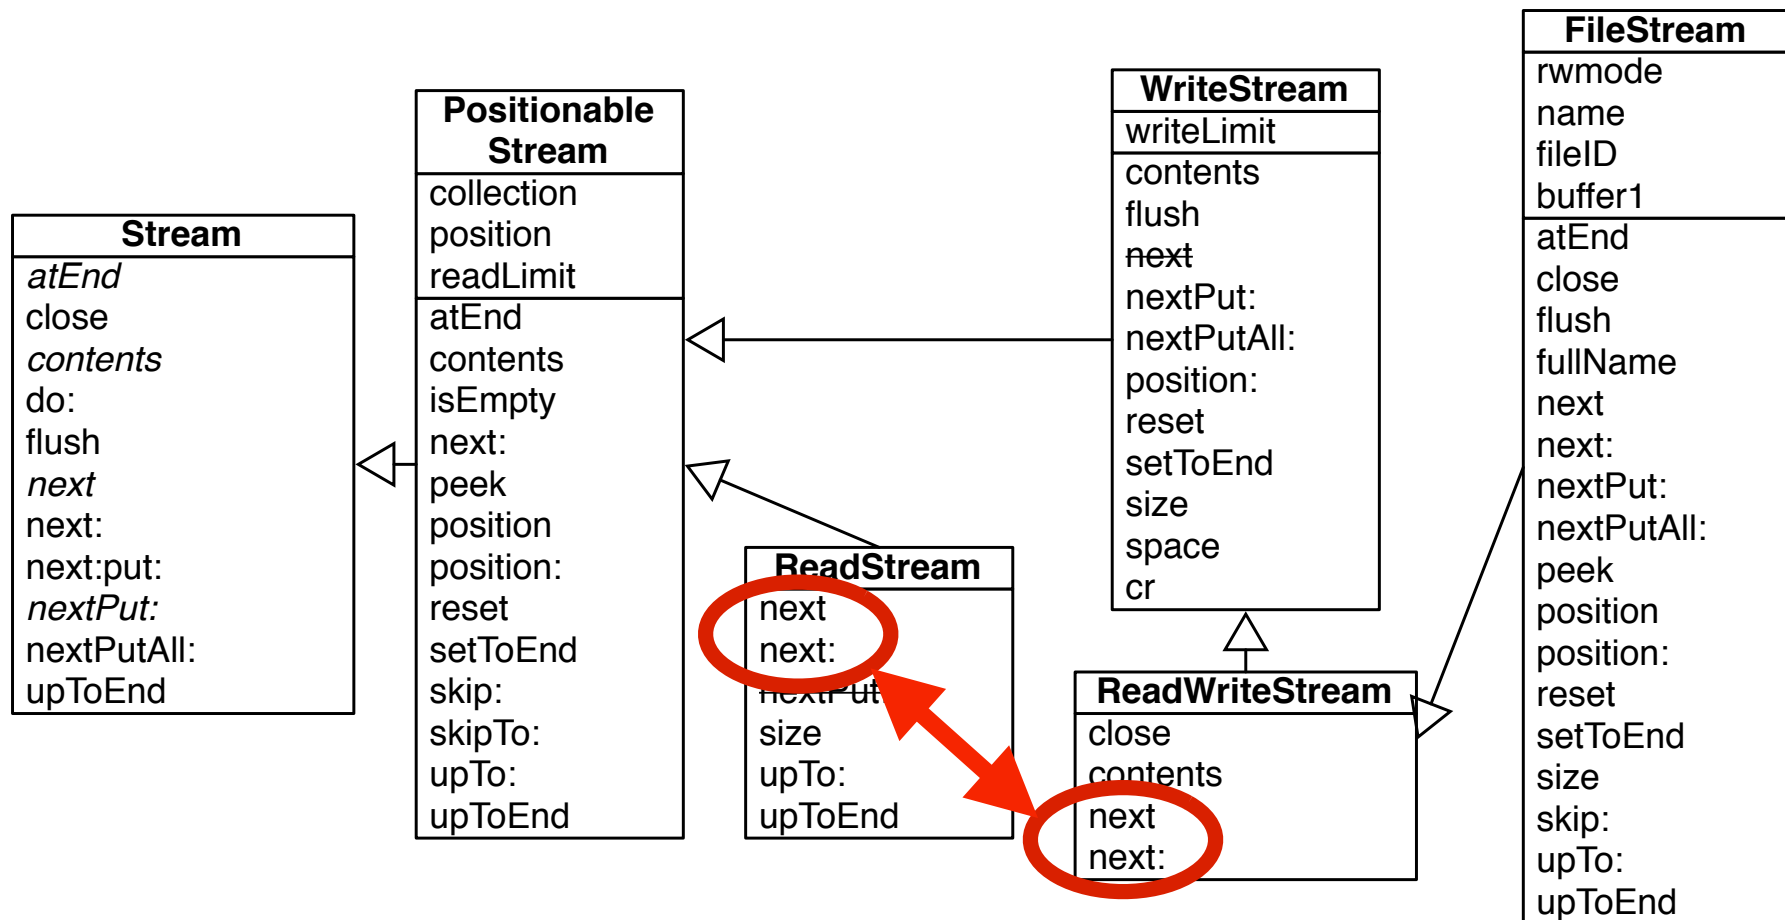 Stream
atEnd
close
contents
do:
flush
next
next:
next:put:
nextPut:
nextPutAll:
upToEnd
Positionable
Stream
collection
position
readLimit
atEnd
contents
isEmpty
next:
peek
position
position:
reset
setToEnd
skip:
skipTo:
upTo:
upToEnd
ReadStream
next
next:
nextPut:
size
upTo:
upToEnd
WriteStream
writeLimit
contents
flush
next
nextPut:
nextPutAll:
position:
reset
setToEnd
size
space
cr
ReadWriteStream
close
contents
next
next:
FileStream
rwmode
name
fileID
buffer1
atEnd
close
flush
fullName
next
next:
nextPut:
nextPutAll:
peek
position
position:
reset
setToEnd
size
skip:
upTo:
upToEnd